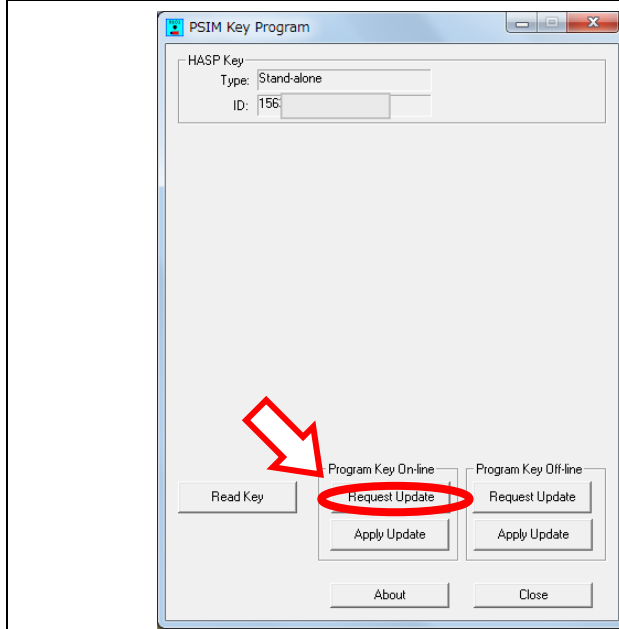 PSIM Key Program
HASP Key
Type: Stand-alone
ID: 156
Program Key On-line
Program Key Off-line
Read Key
Request Update
Request Update
Apply Update
Apply Update
About
Close